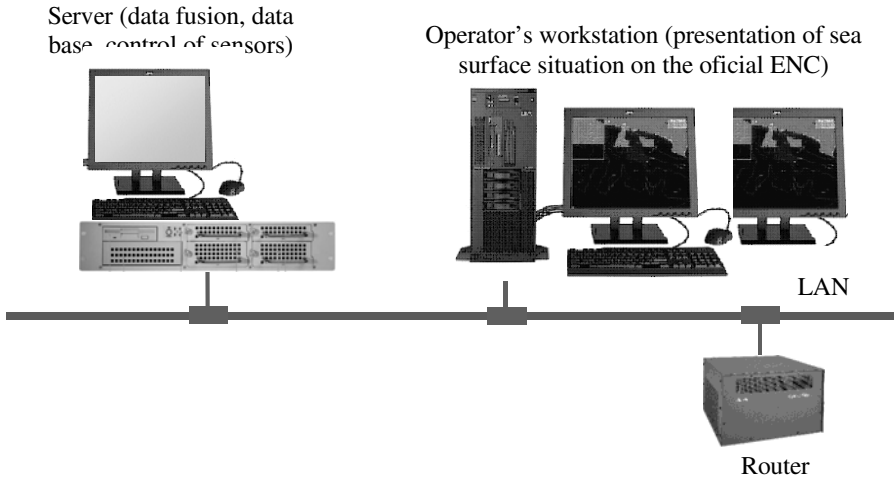 Server (data fusion, data
base, control of sensors)
Operator's workstation (presentation of sea
surface situation on the oficial ENC)
LAN
Router